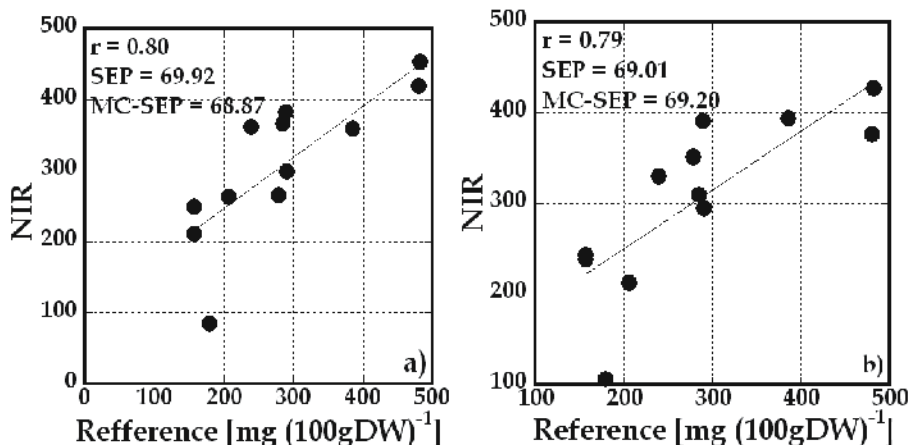 500
400
300
200
100
0
NIR
r = 0.80
SEP = 69.92
MC-SEP = 68.87
a)
0 200 300 400 500
Refference [mg (100gDW)⁻¹
500
400
300
200
100
NIR
r = 0.79
SEP = 69.01
MC-SEP = 69.20
b)
100 200 300 400 500
Refference [mg (100gDW)⁻¹